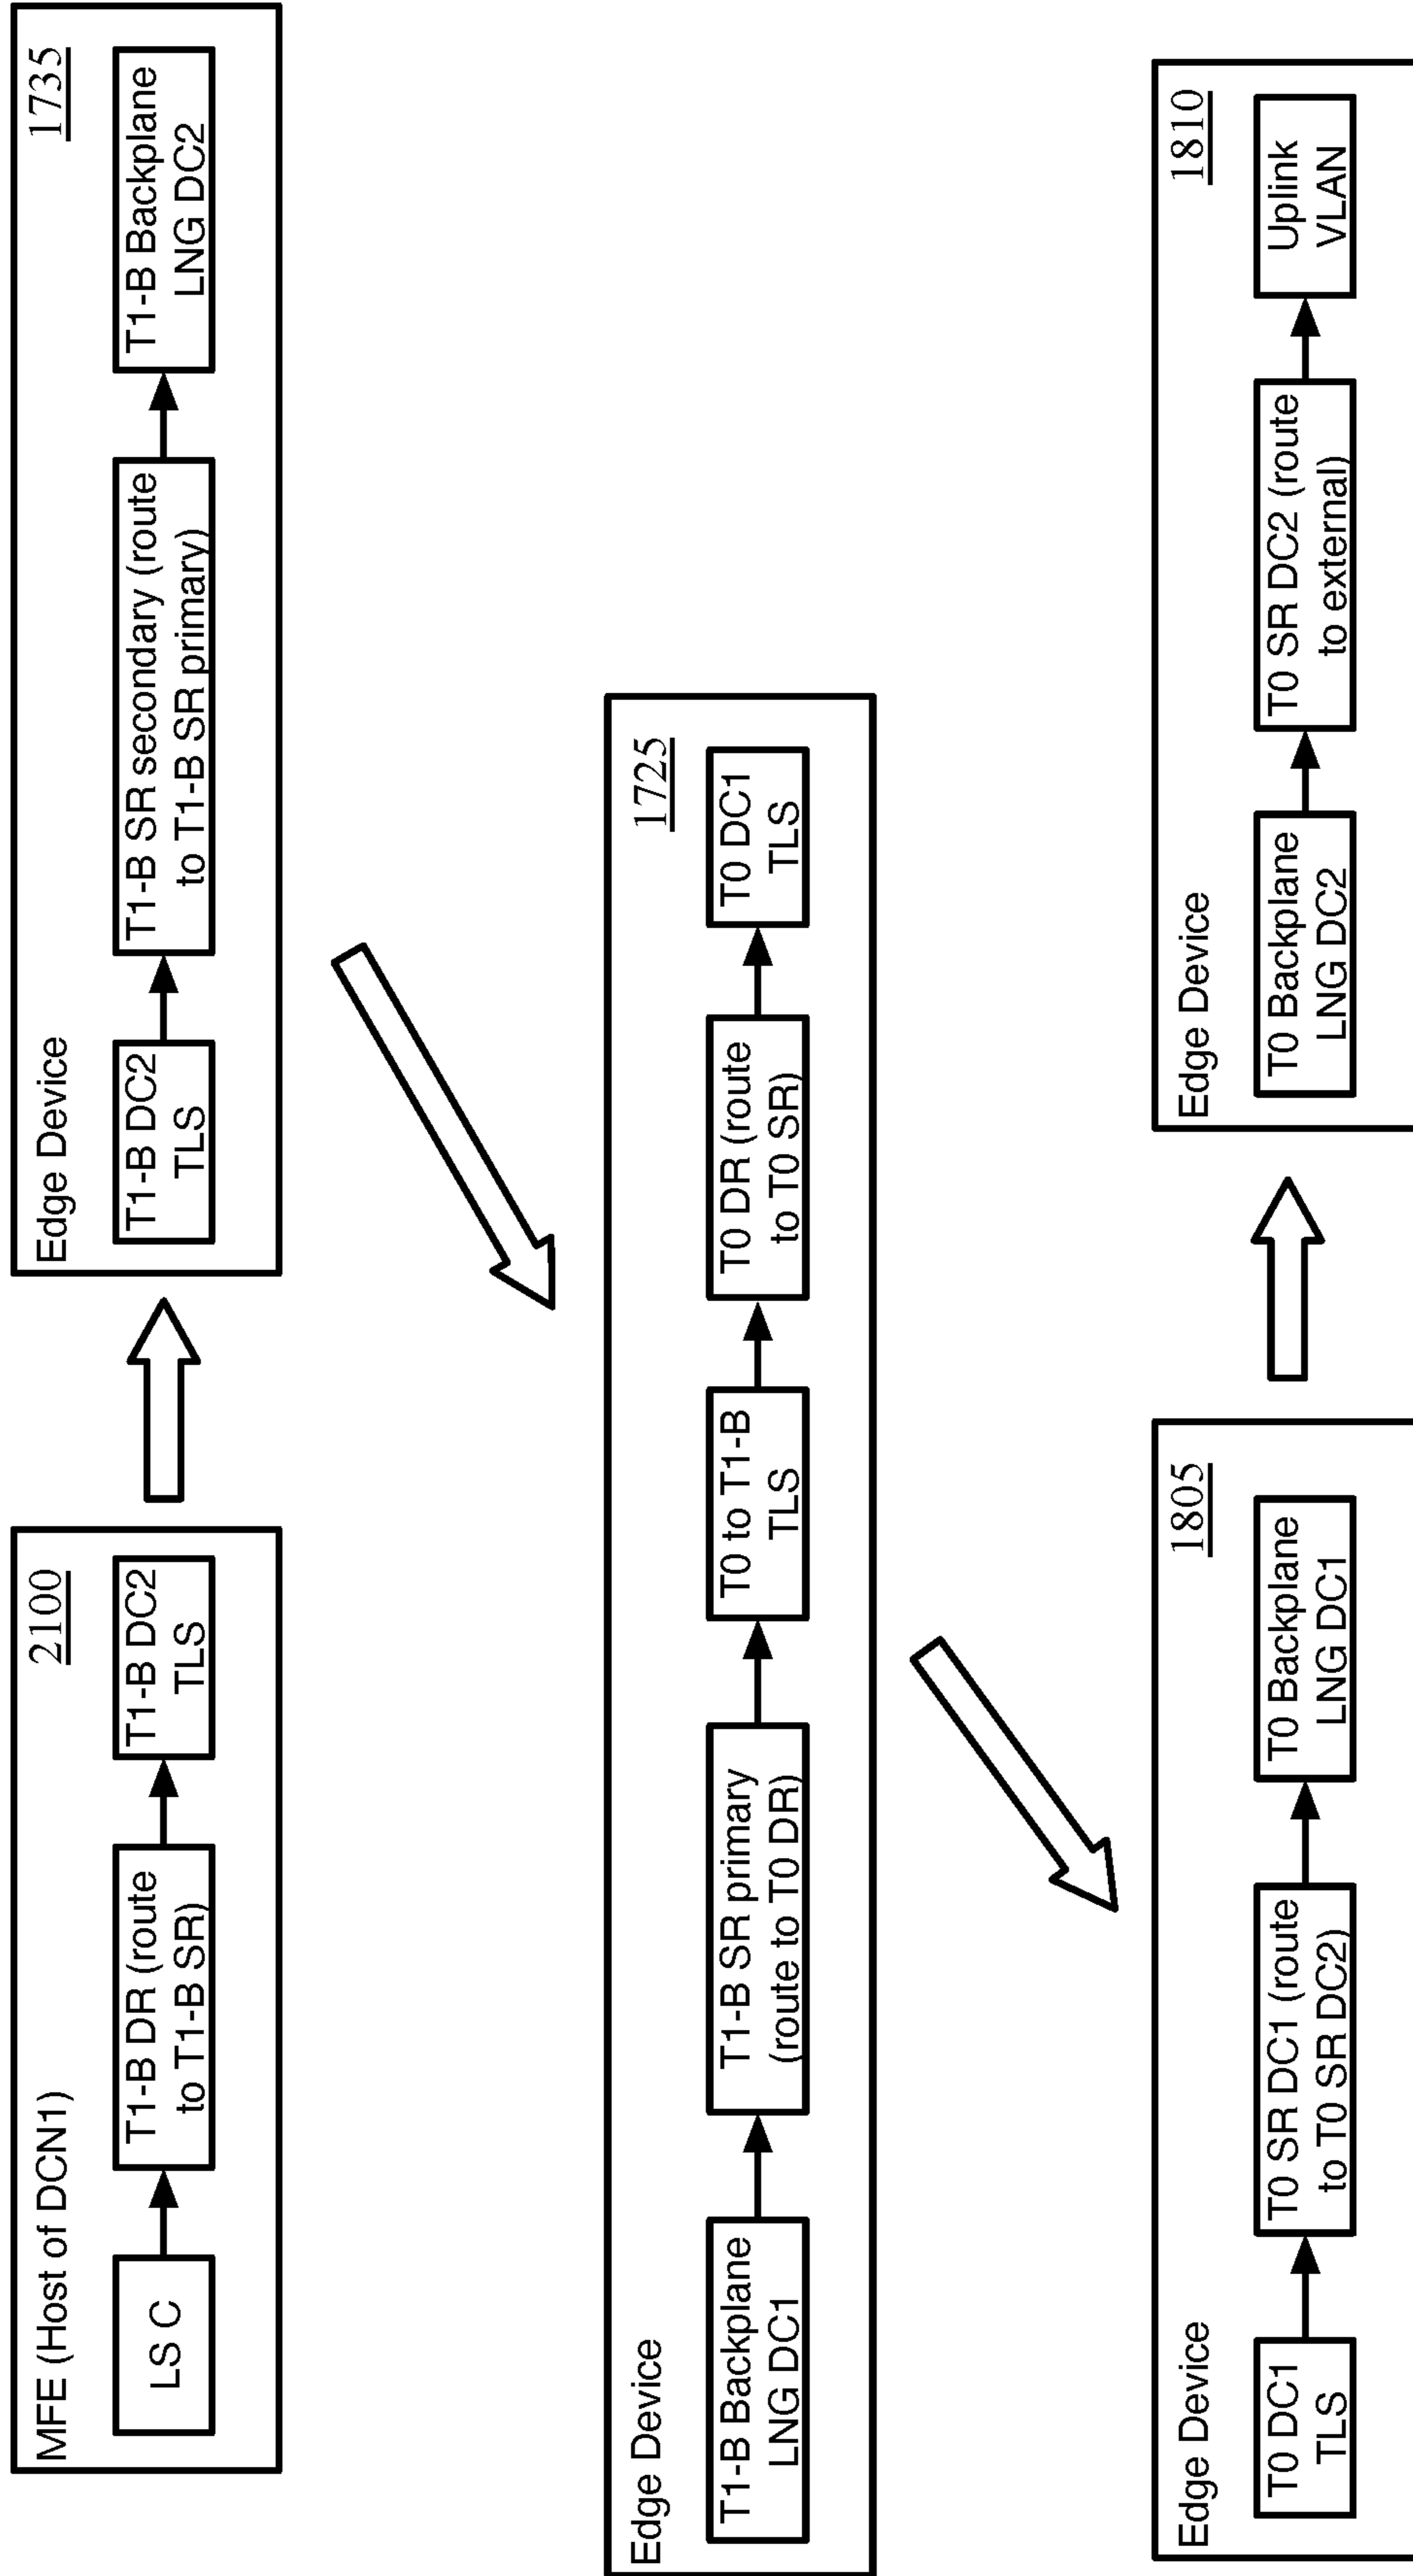 MFE (Host of DCN1)
2100
LS C
T1-B DR (route
to T1-B SR)
T1-B DC2
TLS
Edge Device
1735
T1-B DC2
TLS
T1-B SR secondary (route
to T1-B SR primary)
T1-B Backplane
LNG DC2
Edge Device
1725
T1-B Backplane
LNG DC1
T1-B SR primary
(route to T0 DR)
T0 to T1-B
TLS
T0 DR (route
to T0 SR)
T0 DC1
TLS
Edge Device
1805
T0 DC1
TLS
T0 SR DC1 (route
to T0 SR DC2)
T0 Backplane
LNG DC1
Edge Device
1810
T0 Backplane
LNG DC2
T0 SR DC2 (route
to external)
Uplink
VLAN